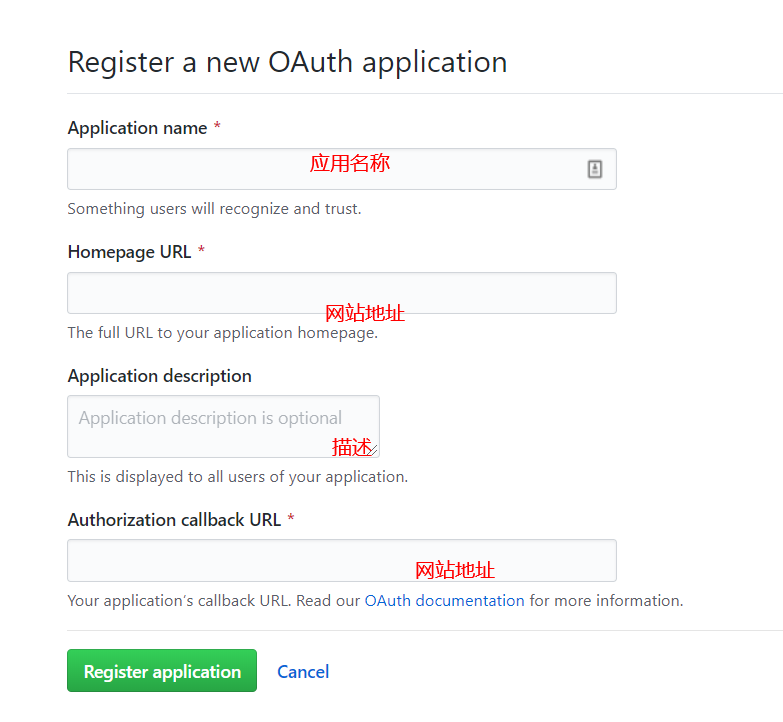 Register a new OAuth application
Application name *
应用名称
Something users will recognize and trust.
Homepage URL *
网站地址
The full URL to your application homepage.
Application description
Application description is optional
描述
This is displayed to all users of your application.
Authorization callback URL *
网站地址
Your application's callback URL. Read our OAuth documentation for more information.
Register application Cancel